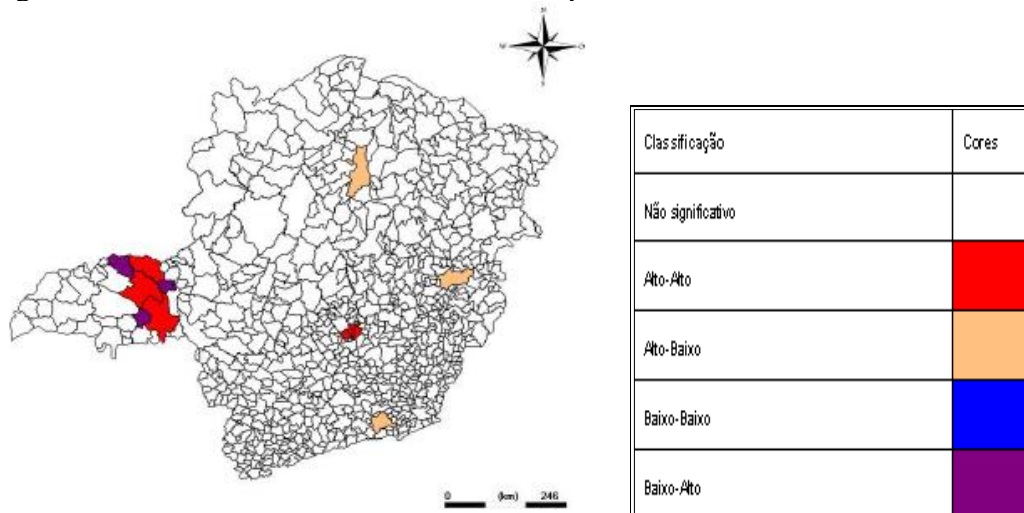 N
W
O
S
0 (km) 246
Classificação Cores
Não significativo
Alto-Alto
Alto-Baixo
Baixo-Baixo
Baixo-Alto